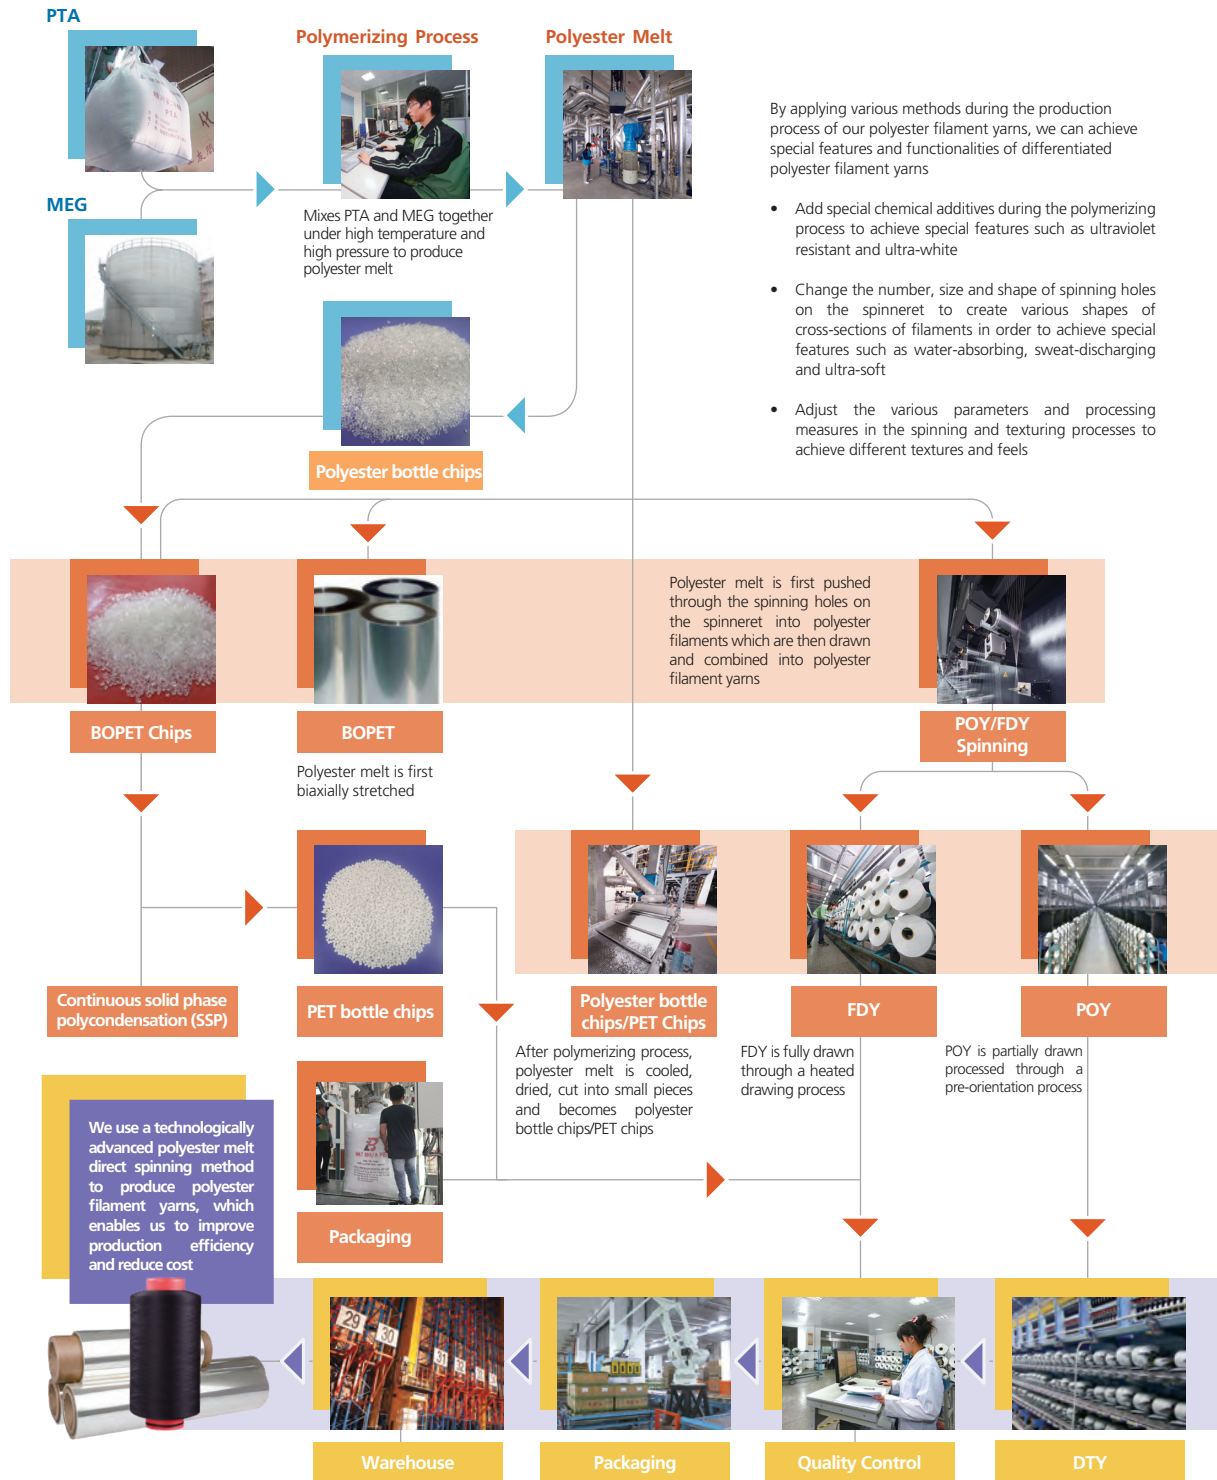 PTA
Polymerizing Process
Polyester Melt
PTA
MEG
Mixes PTA and MEG together
under high temperature and
high pressure to produce
polyester melt
By applying various methods during the production
process of our polyester filament yarns, we can achieve
special features and functionalities of differentiated
polyester filament yarns
• Add special chemical additives during the polymerizing
process to achieve special features such as ultraviolet
resistant and ultra-white
• Change the number, size and shape of spinning holes
on the spinneret to create various shapes of
cross-sections of filaments in order to achieve special
features such as water-absorbing, sweat-discharging
and ultra-soft
• Adjust the various parameters and processing
measures in the spinning and texturing processes to
achieve different textures and feels
Polyester bottle chips
Polyester melt is first pushed
through the spinning holes on
the spinneret into polyester
filaments which are then drawn
and combined into polyester
filament yarns
BOPET Chips
BOPET
POY/FDY
Spinning
Polyester melt is first
biaxially stretched
Continuous solid phase
polycondensation (SSP)
PET bottle chips
Polyester bottle
chips/PET Chips
FDY
POY
After polymerizing process,
polyester melt is cooled,
dried, cut into small pieces
and becomes polyester
bottle chips/PET chips
FDY is fully drawn
through a heated
drawing process
POY is partially drawn
processed through a
pre-orientation process
We use a technologically
advanced polyester melt
direct spinning method
to produce polyester
filament yarns, which
enables us to improve
production efficiency
and reduce cost
Packaging
29
30
31
32
Warehouse
Packaging
Quality Control
DTY